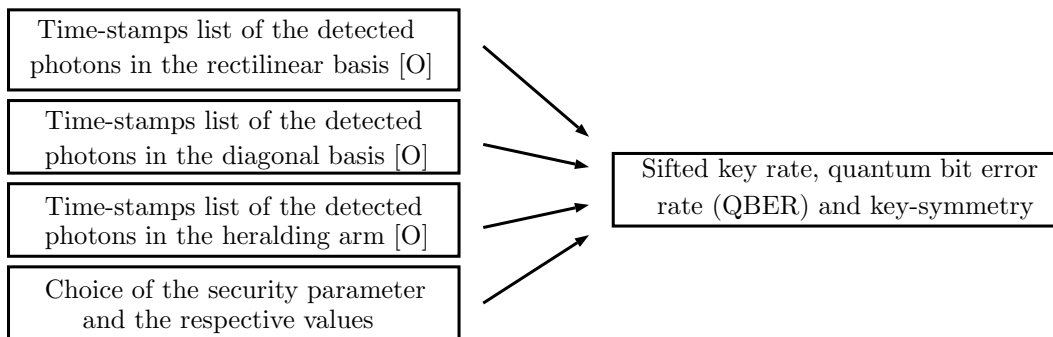 Time-stamps list of the detected
photons in the rectilinear basis [O]
Time-stamps list of the detected
photons in the diagonal basis [O]
Time-stamps list of the detected
photons in the heralding arm [O]
Choice of the security parameter
and the respective values
Sifted key rate, quantum bit error
rate (QBER) and key-symmetry